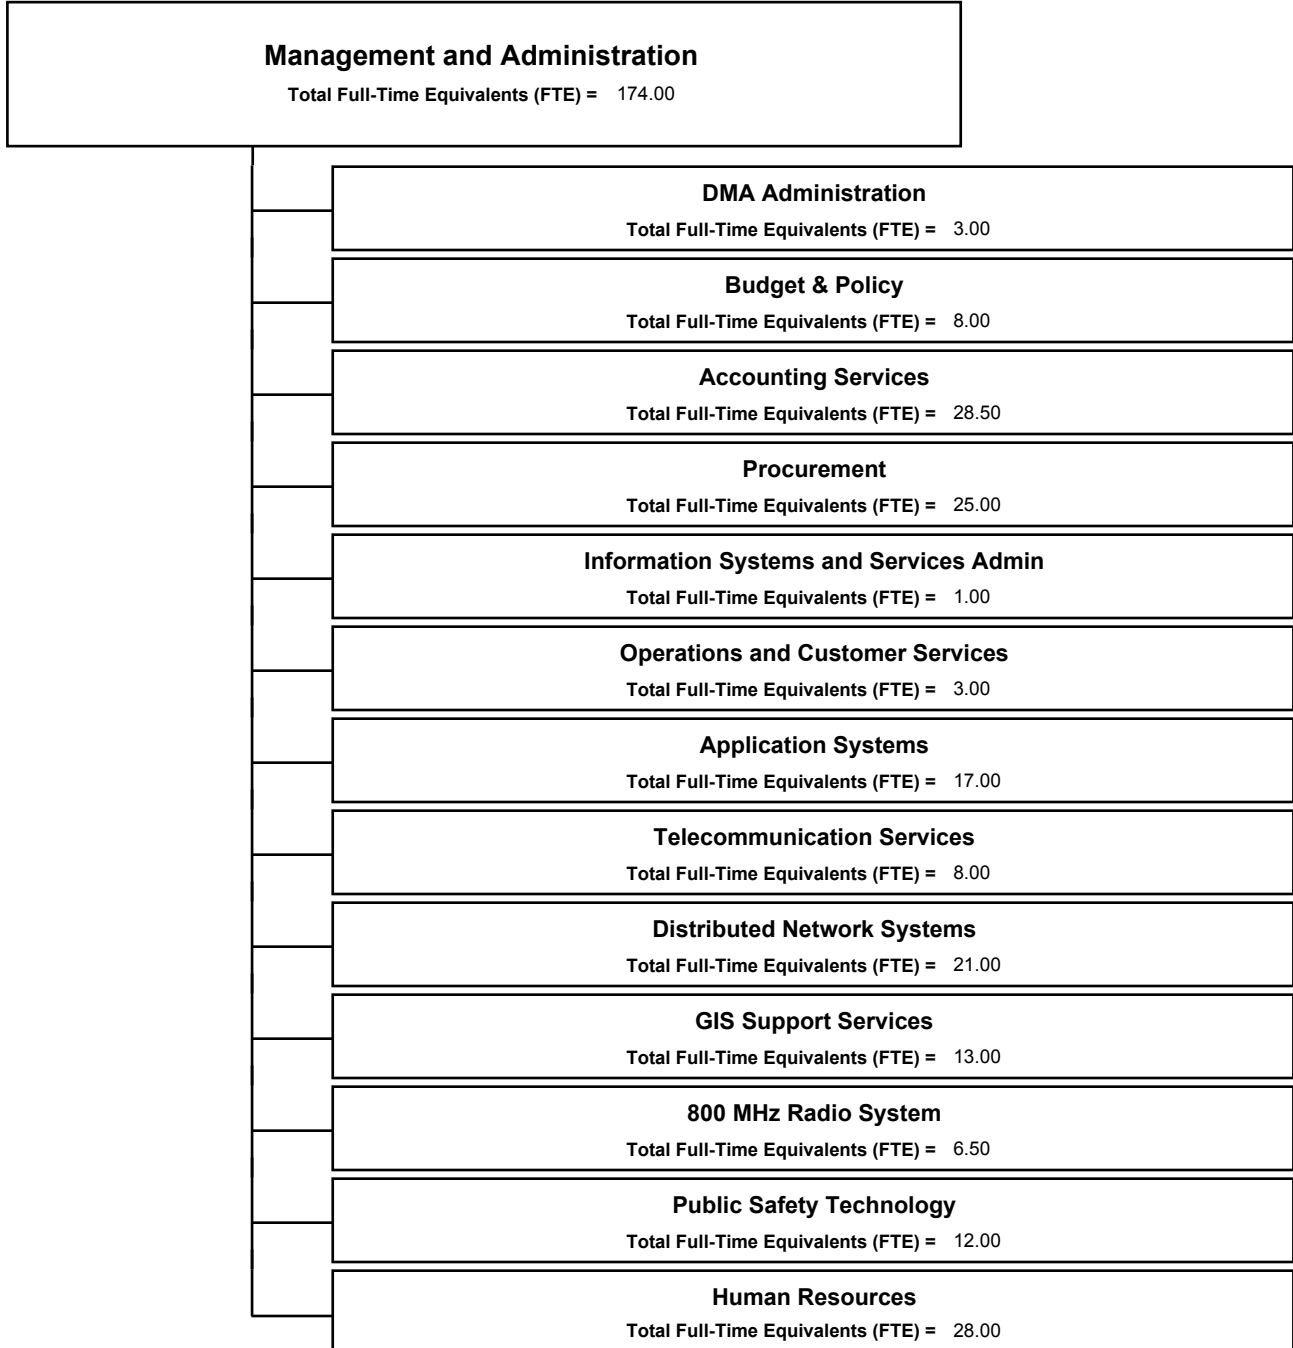 Management and Administration
Total Full-Time Equivalents (FTE) = 174.00
DMA Administration
Total Full-Time Equivalents (FTE) = 3.00
Budget & Policy
Total Full-Time Equivalents (FTE) = 8.00
Accounting Services
Total Full-Time Equivalents (FTE) = 28.50
Procurement
Total Full-Time Equivalents (FTE) = 25.00
Information Systems and Services Admin
Total Full-Time Equivalents (FTE) = 1.00
Operations and Customer Services
Total Full-Time Equivalents (FTE) = 3.00
Application Systems
Total Full-Time Equivalents (FTE) = 17.00
Telecommunication Services
Total Full-Time Equivalents (FTE) = 8.00
Distributed Network Systems
Total Full-Time Equivalents (FTE) = 21.00
GIS Support Services
Total Full-Time Equivalents (FTE) = 13.00
800 MHz Radio System
Total Full-Time Equivalents (FTE) = 6.50
Public Safety Technology
Total Full-Time Equivalents (FTE) = 12.00
Human Resources
Total Full-Time Equivalents (FTE) = 28.00